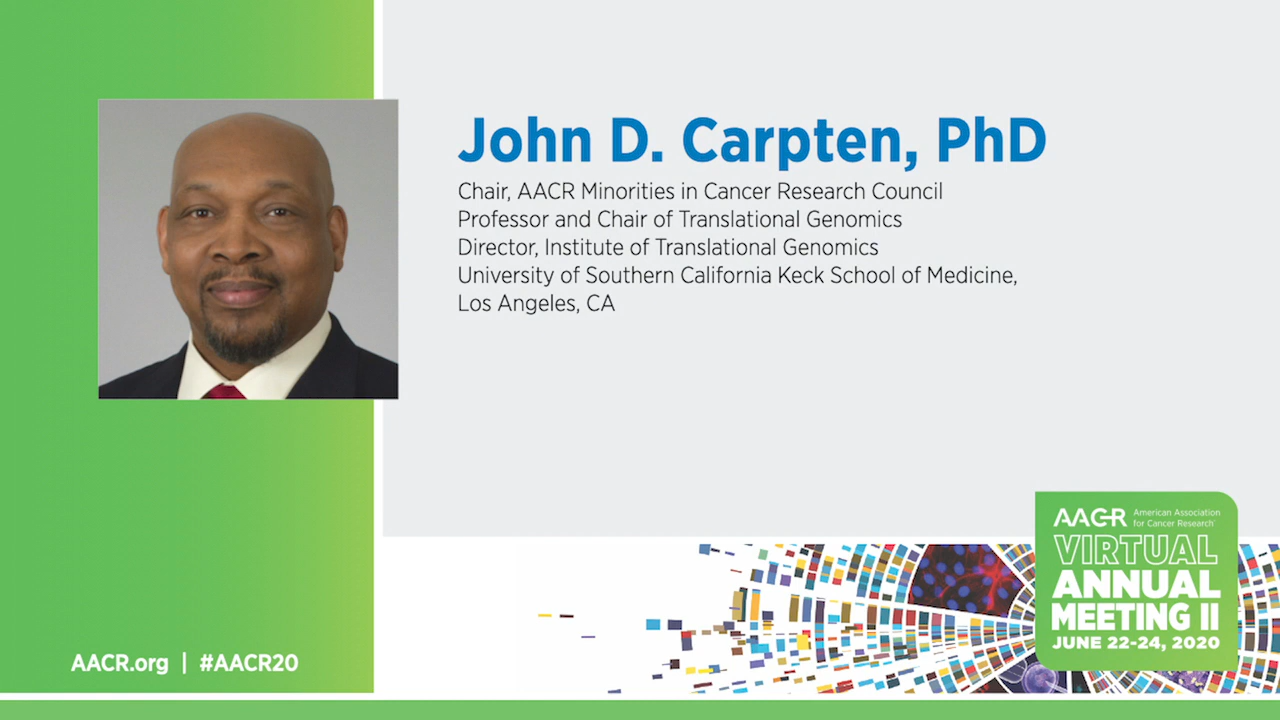 John D. Carpten, PhD
Chair, AACR Minorities in Cancer Research Council
Professor and Chair of Translational Genomics
Director, Institute of Translational Genomics
University of Southern California Keck School of Medicine,
Los Angeles, CA
AACR American Association
for Cancer Research®
VIRTUAL
ANNUAL
MEETING II
JUNE 22-24, 2020
AACR.org | #AACR20